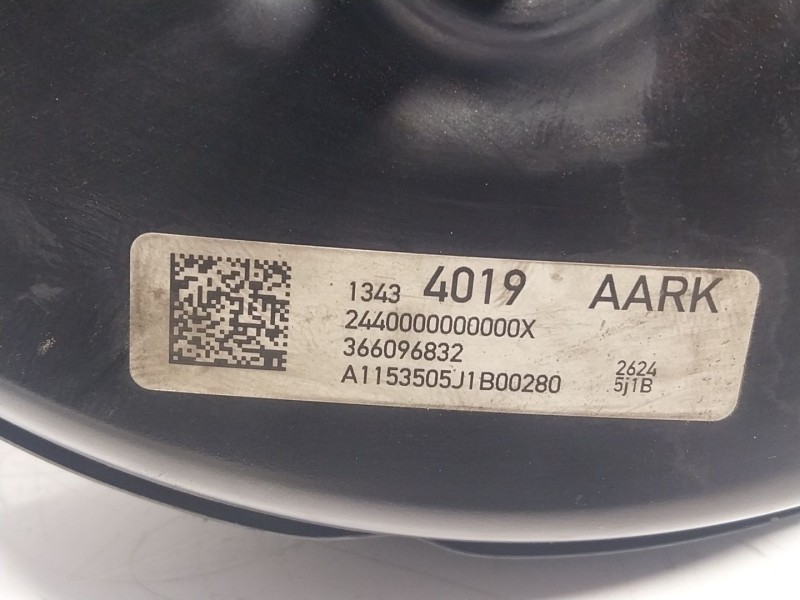 1343 4019 AARK
2440000000000X
366096832
A1153505J1B00280
2624
5j1B